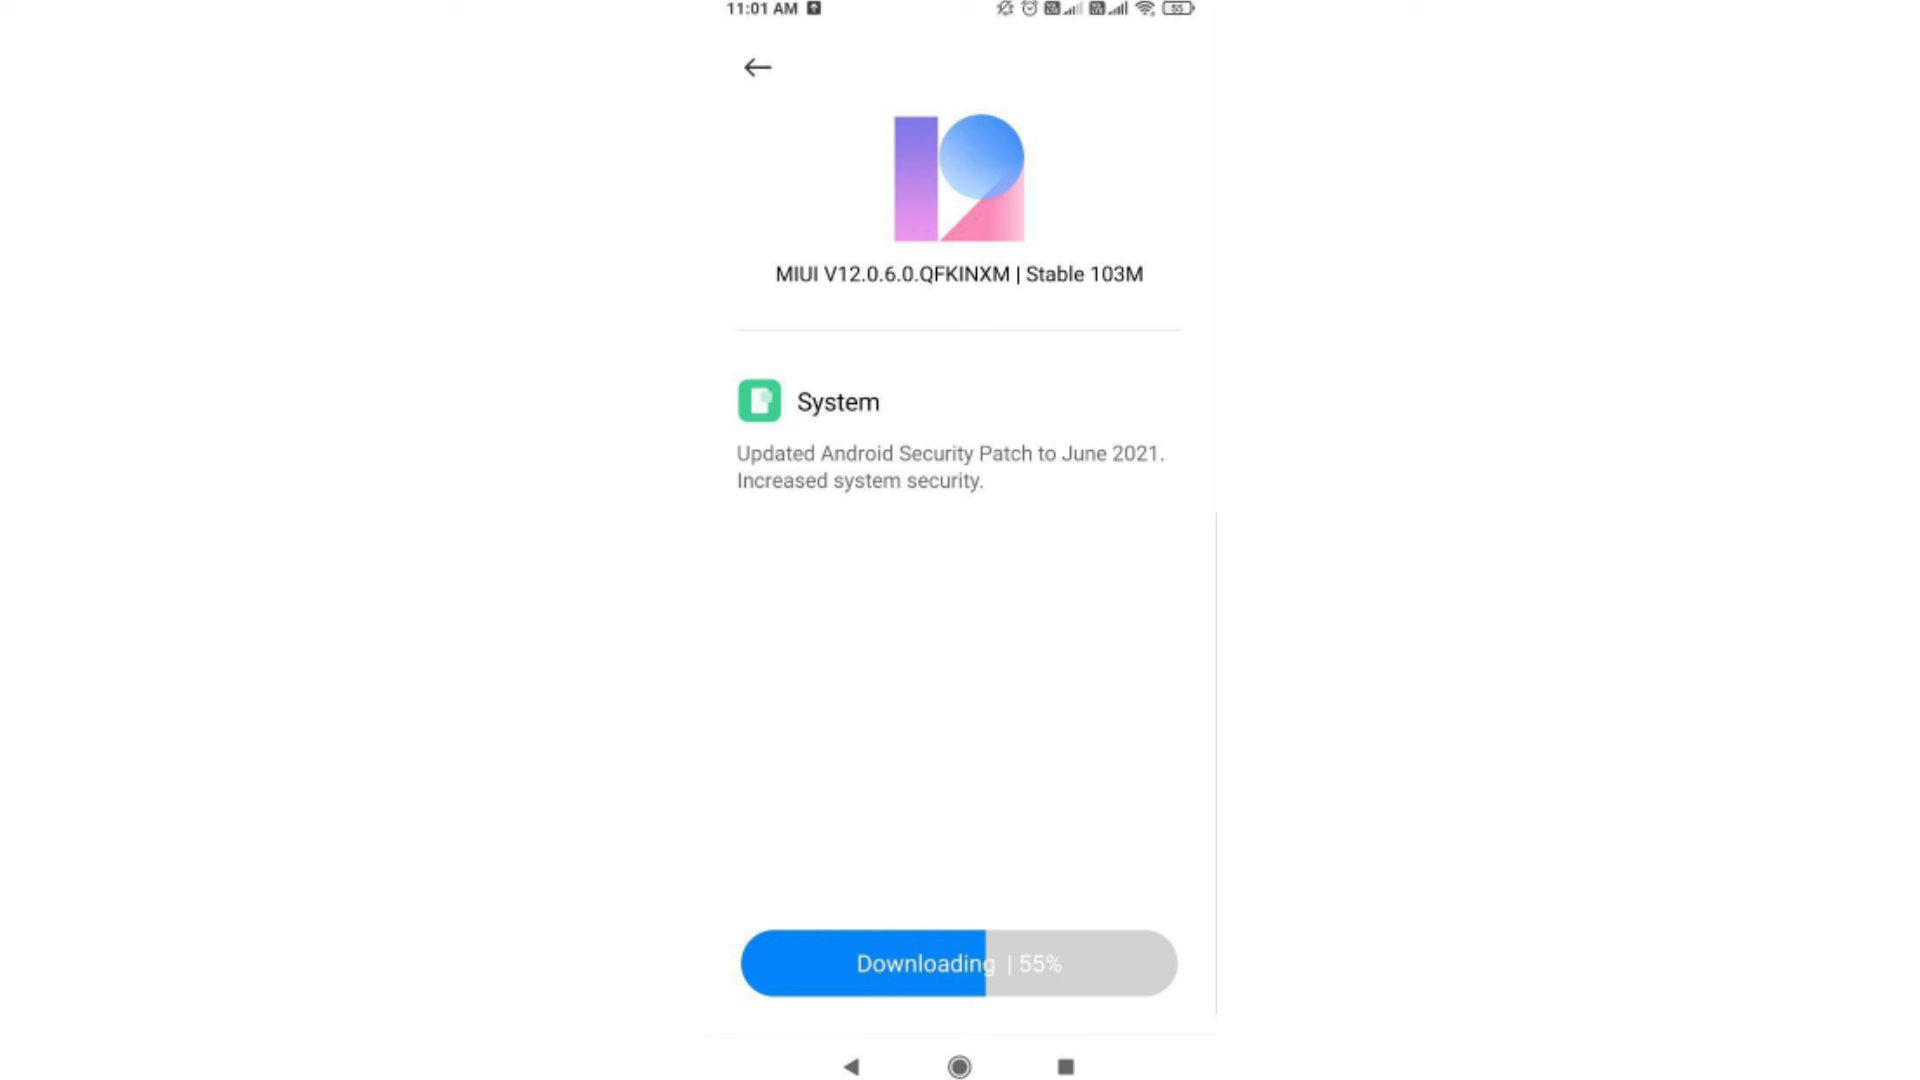 11:01 AM
55
MIUI V12.0.6.0.QFKINXM | Stable 103M
System
Updated Android Security Patch to June 2021.
Increased system security.
Downloading | 55%